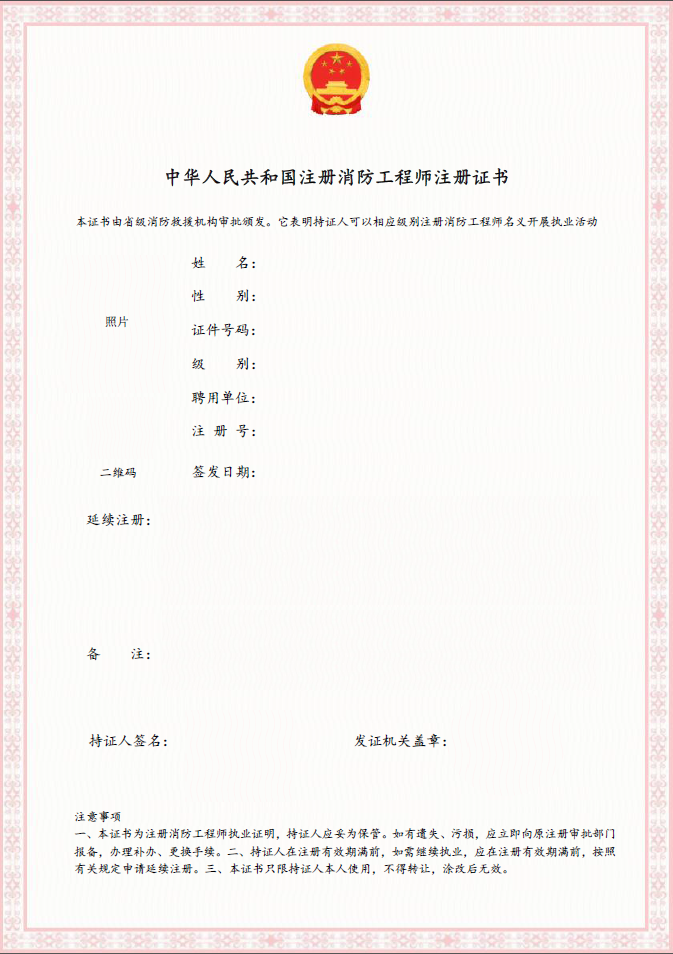 中华人民共和国注册消防工程师注册证书
本证书由省级消防救援机构审批颁发。它表明持证人可以相应级别注册消防工程师名义开展执业活动
姓 名：
性 别：
照片
证件号码：
级 别：
聘用单位：
注 册 号：
二维码
签发日期：
延续注册：
备 注：
持证人签名：
发证机关盖章：
注意事项
一、本证书为注册消防工程师执业证明，持证人应妥为保管。如有遗失、污损，应立即向原注册审批部门
报备，办理补办、更换手续。二、持证人在注册有效期满前，如需继续执业，应在注册有效期满前，按照
有关规定申请延续注册。三、本证书只限持证人本人使用，不得转让，涂改后无效。